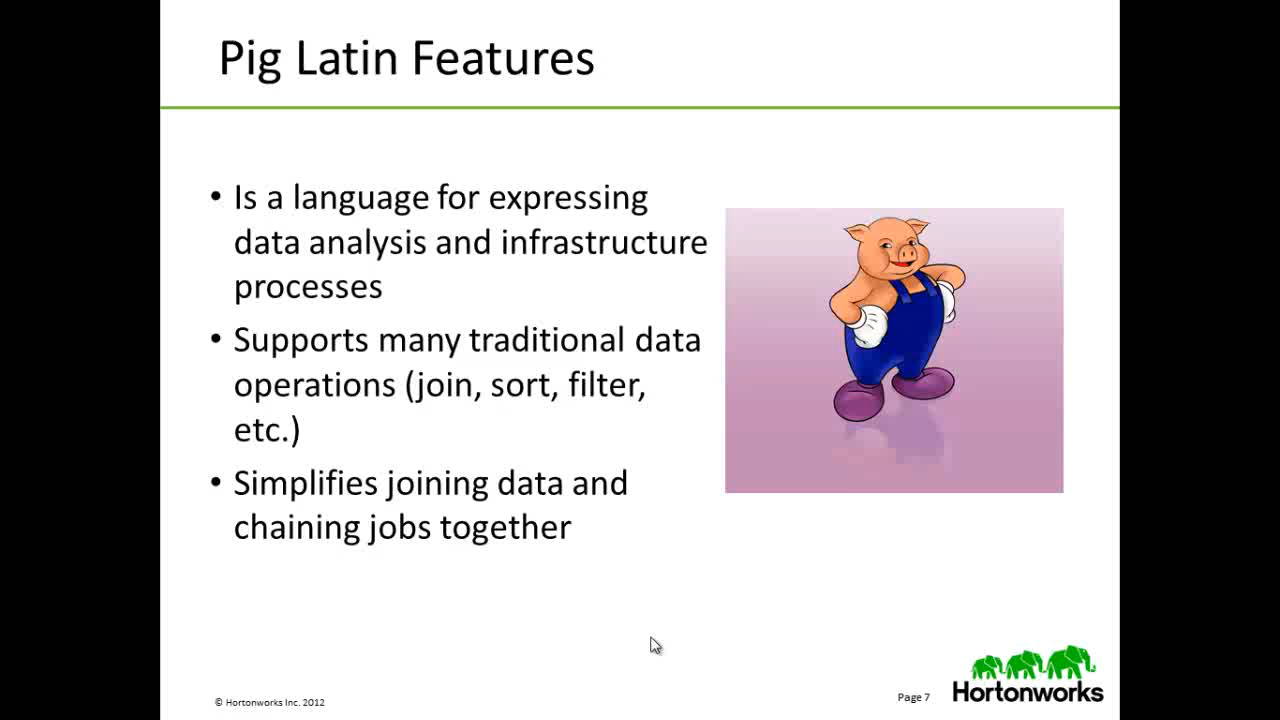 Pig Latin Features
• Is a language for expressing
data analysis and infrastructure
processes
• Supports many traditional data
operations (join, sort, filter,
etc.)
• Simplifies joining data and
chaining jobs together
© Hortonworks Inc. 2012
Page 7
Hortonworks